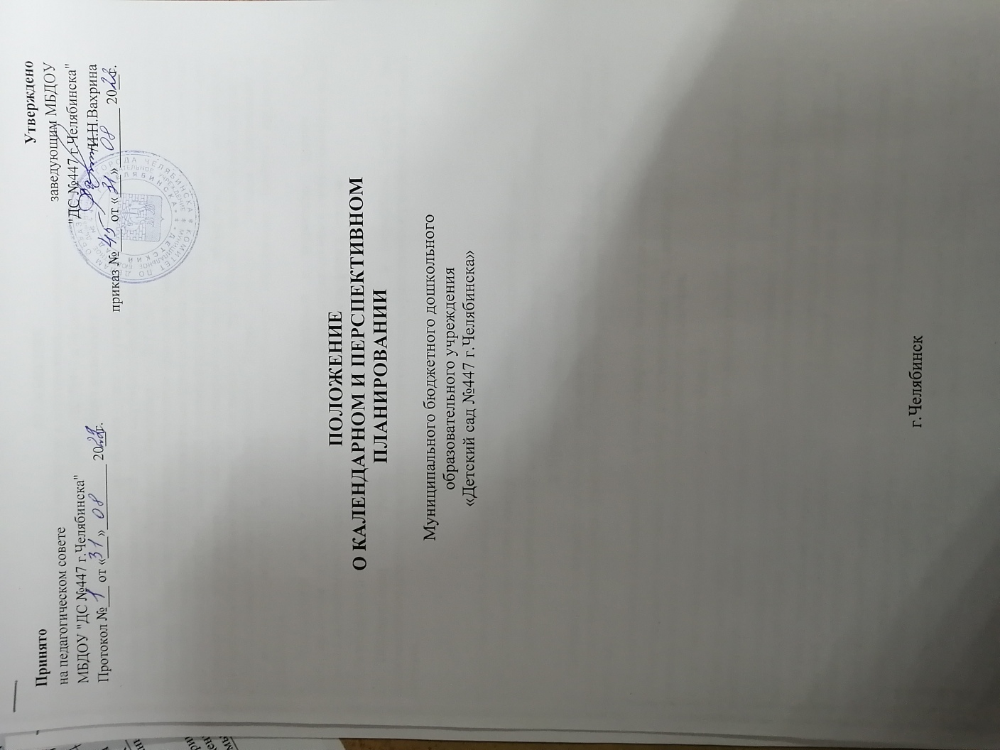 Принято
на педагогическом совете
МБДОУ "ДС №447 г.Челябинска"
Протокол № 1 от «31» 08 20 г.
Утверждено
заведующим МБДОУ
"ДС №447 г.Челябинска"
И.Н.Вахрина
приказ № 45 от «31» 08 20 г.
ПОЛОЖЕНИЕ
О КАЛЕНДАРНОМ И ПЕРСПЕКТИВНОМ
ПЛАНИРОВАНИИ
Муниципального бюджетного дошкольного
образовательного учреждения
«Детский сад №447 г.Челябинска»
г.Челябинск